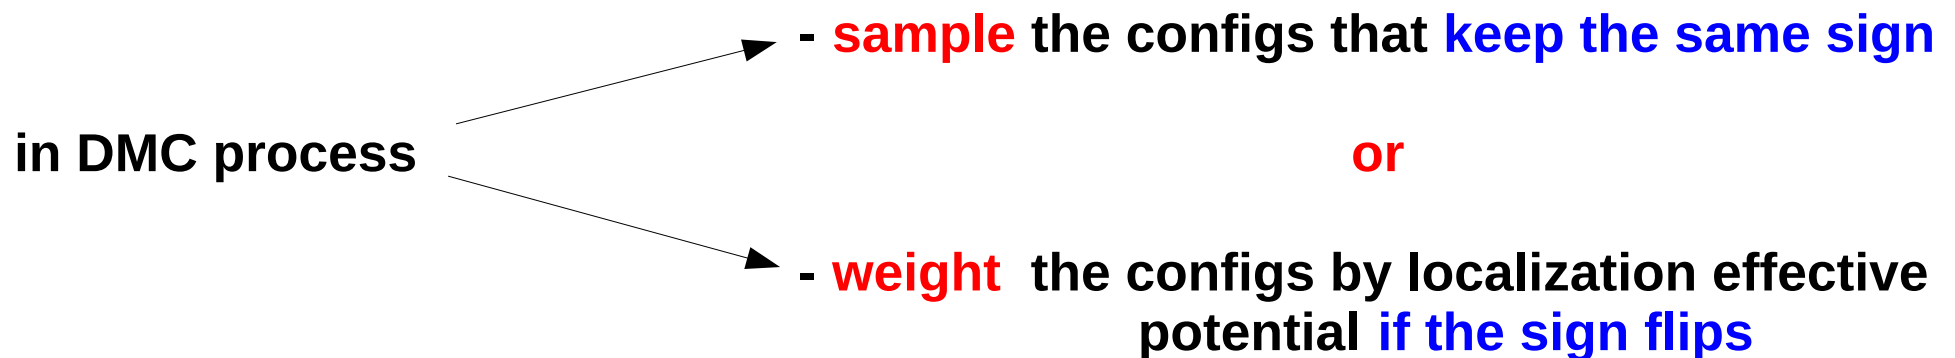 - sample the configs that keep the same sign
in DMC process
or
- weight the configs by localization effective
potential if the sign flips